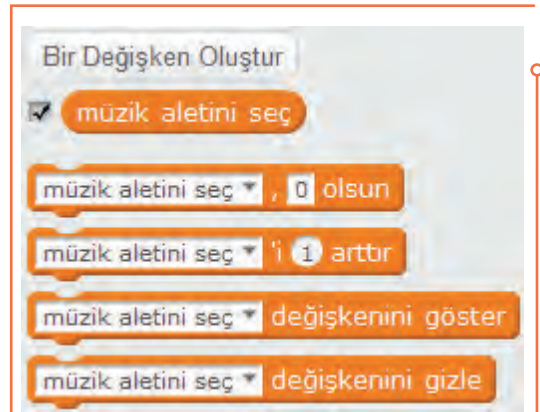 Bir Değişken Oluştur
müzik aletini seç
müzik aletini seç , 0 olsun
müzik aletini seç 'i 1 arttır
müzik aletini seç değişkenini göster
müzik aletini seç değişkenini gizle